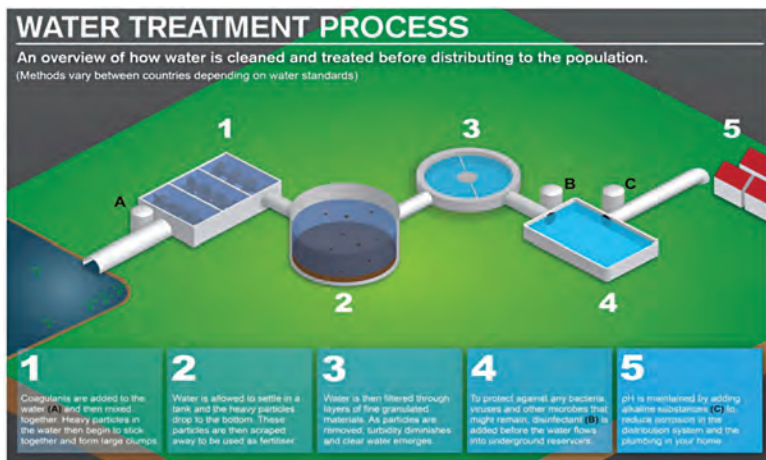 WATER TREATMENT PROCESS
An overview of how water is cleaned and treated before distributing to the population.
(Methods vary between countries depending on water standards)
1
3
5
A
B
C
2
4
1
Coagulants are added to the
water (A) and then mixed
together. Heavy particles in
the water then begin to stick
together and form large clumps.
2
Water is allowed to settle in a
tank and the heavy particles
drop to the bottom. These
particles are then scraped
away to be used as fertiliser.
3
Water is then filtered through
layers of fine granulated
materials. As particles are
removed, turbidity diminishes
and clear water emerges.
4
To protect against any bacteria,
viruses and other microbes that
might remain, disinfectant (B) is
added before the water flows
into underground reservoirs.
5
pH is maintained by adding
alkaline substances (C) to
reduce corrosion in the
distribution system and the
plumbing in your home.